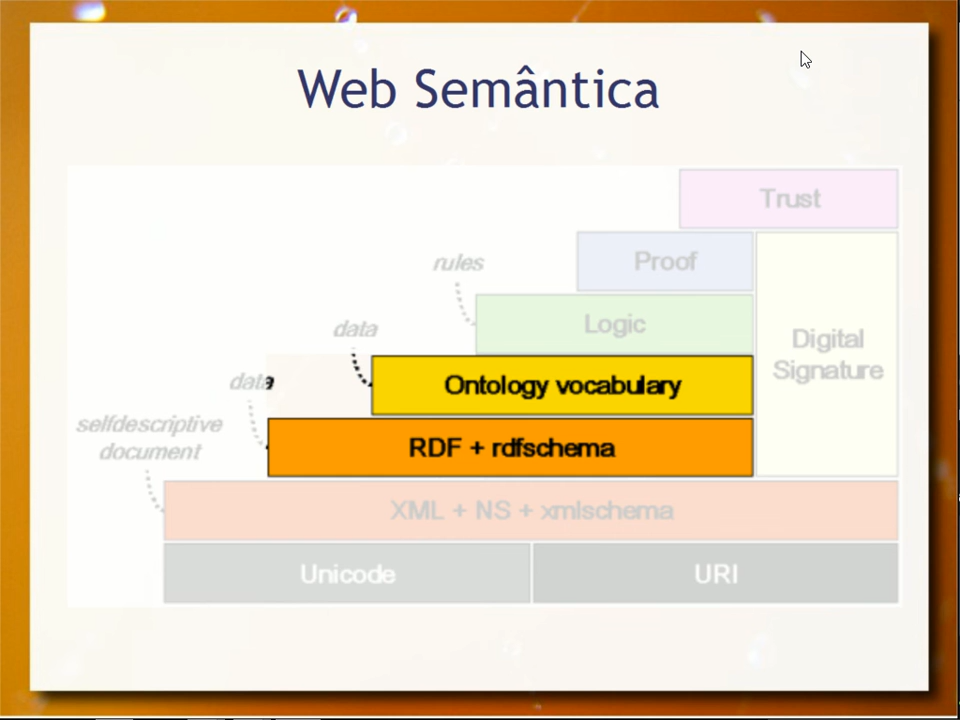 Web Semântica
Trust
Proof
rules
Logic
data
Digital
Signature
Ontology vocabulary
data
RDF + rdfschema
selfdescriptive
document
XML + NS + xmlschema
Unicode
URI